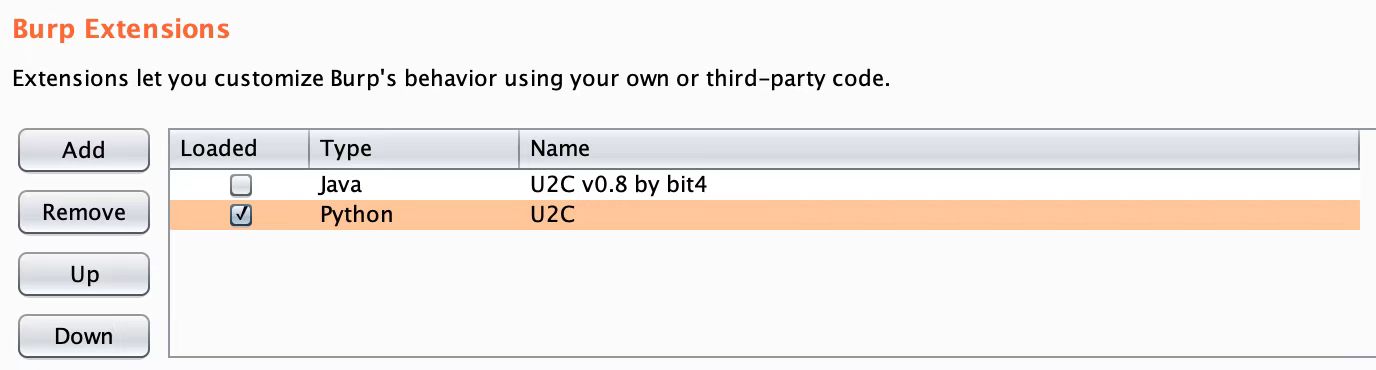 Burp Extensions
Extensions let you customize Burp's behavior using your own or third-party code.
Add
Loaded Type Name
Java U2C v0.8 by bit4
Remove
Python U2C
Up
Down